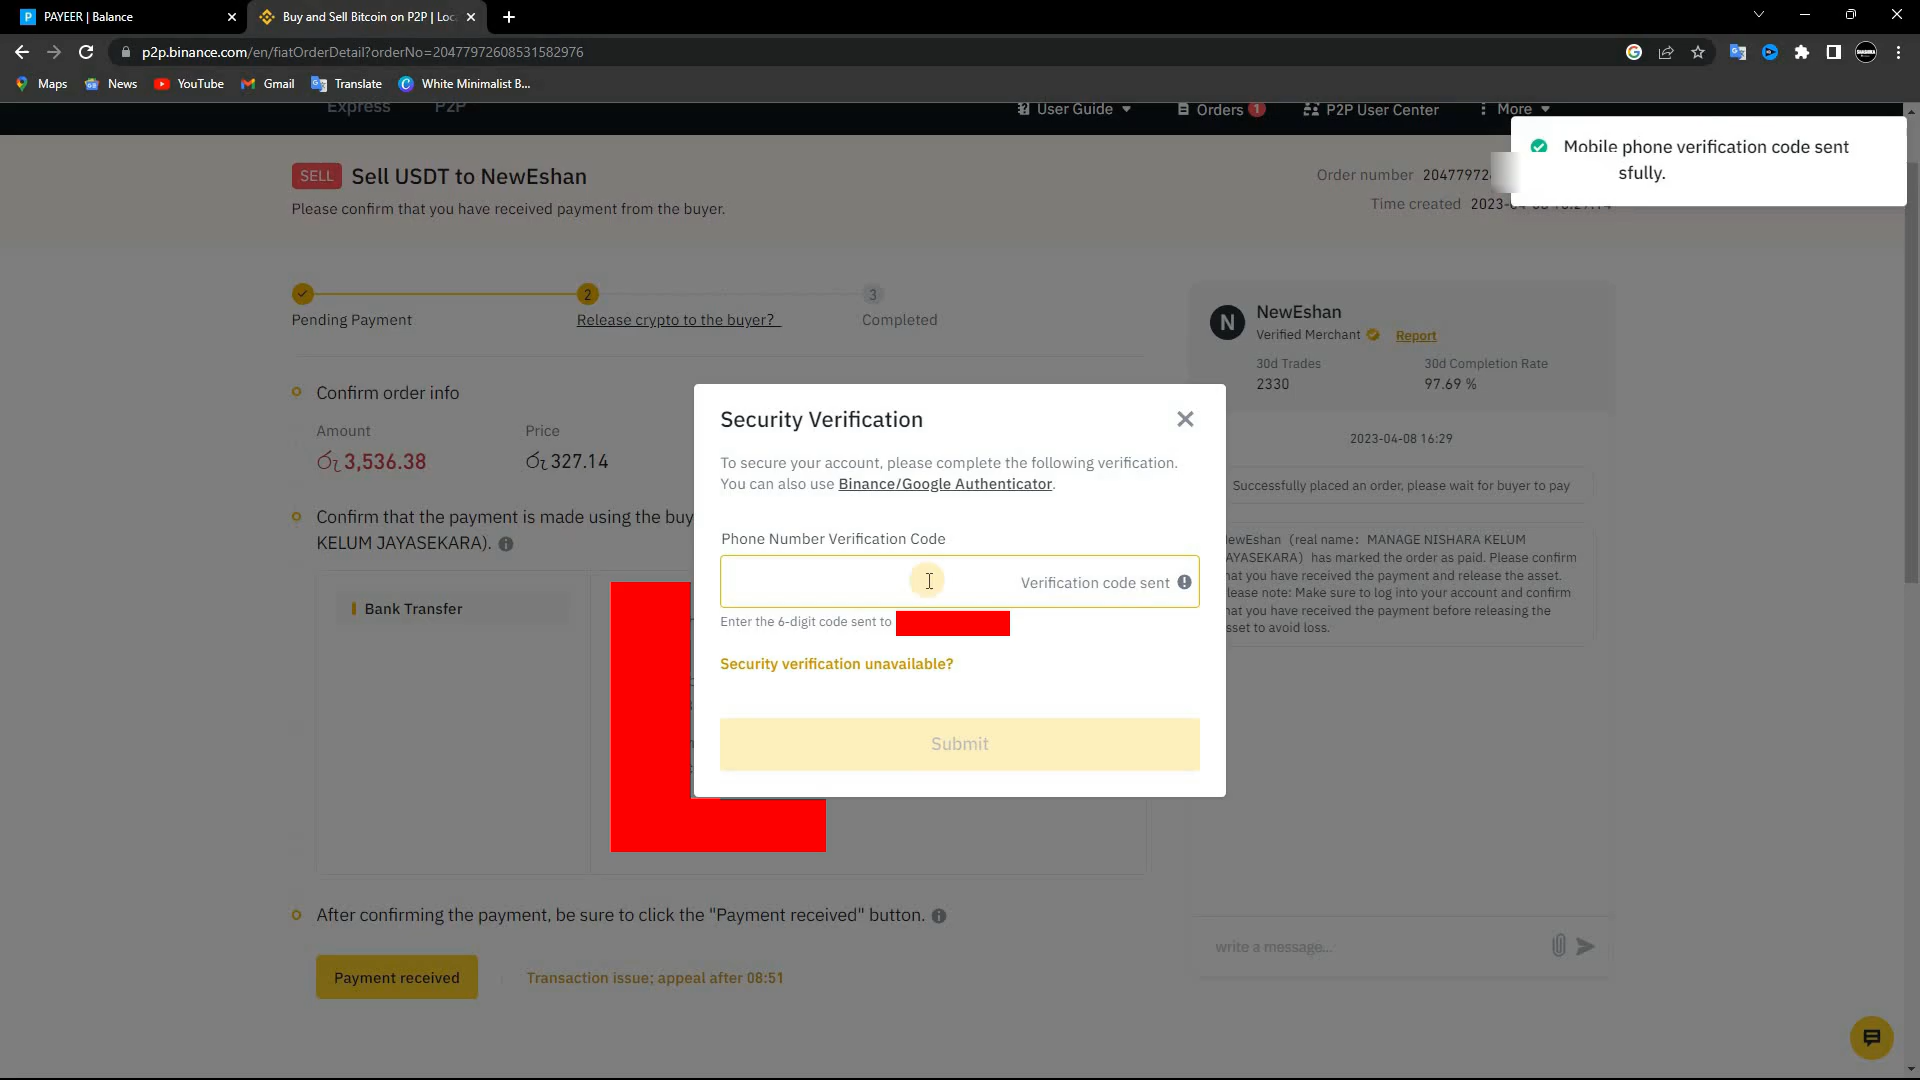 PAYEER | Balance
Buy and Sell Bitcoin on P2P | Loc
p2p.binance.com/en/fiatOrderDetail?orderNo=20477972608531582976
Maps
News
YouTube
Gmail
Translate
White Minimalist B...
Express
P2P
User Guide
Orders 1
P2P User Center
More
Mobile phone verification code sent
sfully.
SELL Sell USDT to NewEshan
Please confirm that you have received payment from the buyer.
Order number 20477972
Time created 2023-
2
3
Pending Payment
Release crypto to the buyer?
Completed
N
NewEshan
Verified Merchant
Report
30d Trades
30d Completion Rate
2330
97.69 %
Confirm order info
Amount
Price
රු 3,536.38
රු 327.14
Confirm that the payment is made using the buy
KELUM JAYASEKARA).
Bank Transfer
Security Verification
To secure your account, please complete the following verification.
You can also use Binance/Google Authenticator.
Phone Number Verification Code
Verification code sent
Enter the 6-digit code sent to
Security verification unavailable?
Submit
2023-04-08 16:29
Successfully placed an order, please wait for buyer to pay
ewEshan (real name: MANAGE NISHARA KELUM
AYASEKARA) has marked the order as paid. Please confirm
at you have received the payment and release the asset.
lease note: Make sure to log into your account and confirm
at you have received the payment before releasing the
sset to avoid loss.
After confirming the payment, be sure to click the "Payment received" button.
Payment received
Transaction issue; appeal after 08:51
write a message...